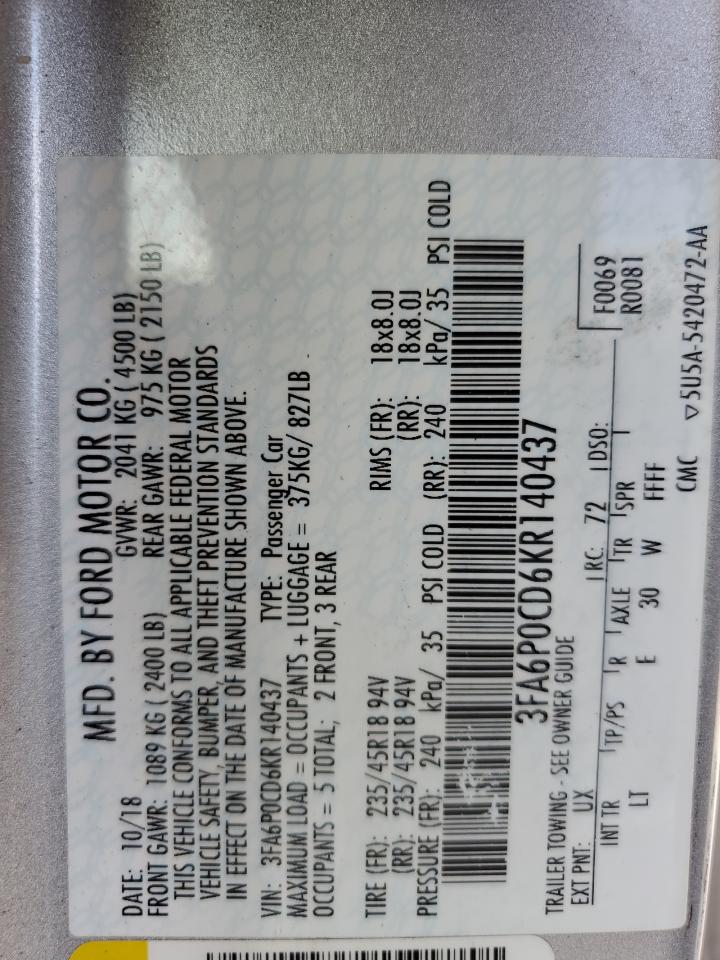 MFD. BY FORD MOTOR CO.
DATE: 10/18 GVWR: 2041 KG ( 4500 LB)
FRONT GAWR: 1089 KG ( 2400 LB) REAR GAWR: 975 KG ( 2150 LB)
THIS VEHICLE CONFORMS TO ALL APPLICABLE FEDERAL MOTOR
VEHICLE SAFETY, BUMPER, AND THEFT PREVENTION STANDARDS
IN EFFECT ON THE DATE OF MANUFACTURE SHOWN ABOVE.
VIN: 3FA6P0CD6KR140437 TYPE: Passenger Car
MAXIMUM LOAD = OCCUPANTS + LUGGAGE = 375KG/ 827LB
OCCUPANTS = 5 TOTAL; 2 FRONT, 3 REAR
TIRE (FR): 235/45R18 94V RIMS (FR): 18x8.0J
(RR): 235/45R18 94V (RR): 18x8.0J
PRESSURE (FR): 240 kPa/ 35 PSI COLD (RR): 240 kPa/ 35 PSI COLD
3FA6P0CD6KR140437
TRAILER TOWING - SEE OWNER GUIDE
EXT PNT: UX RC: 72 DSO: F0069
R0081
INT TR TP/PS R AXLE TR SPR
LT E 30 W FFFF
CMC ▽5U5A-5420472-AA